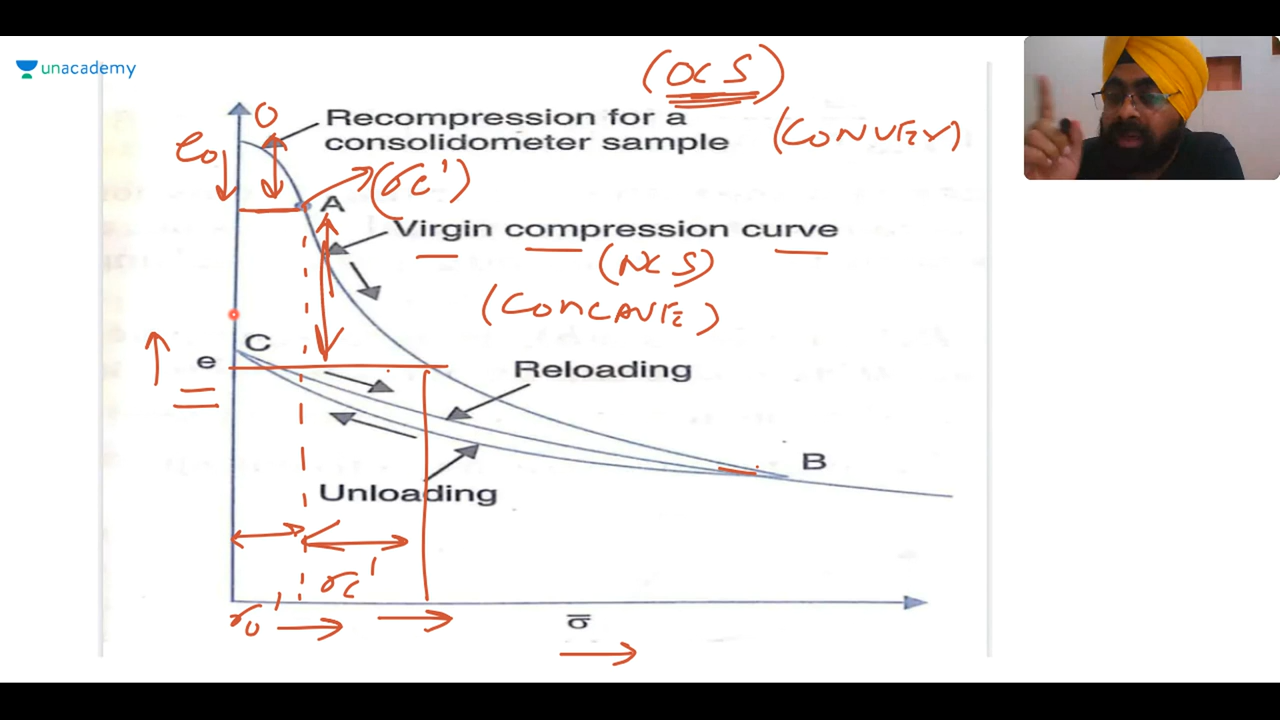 unacademy
(OCS)
(CONVEX)
O
Recompression for a
consolidometer sample
e₀
(σc')
A
Virgin compression curve
(NCS)
(CONCAVE)
C
e
Reloading
B
Unloading
σc'
σ₀'
σ̅